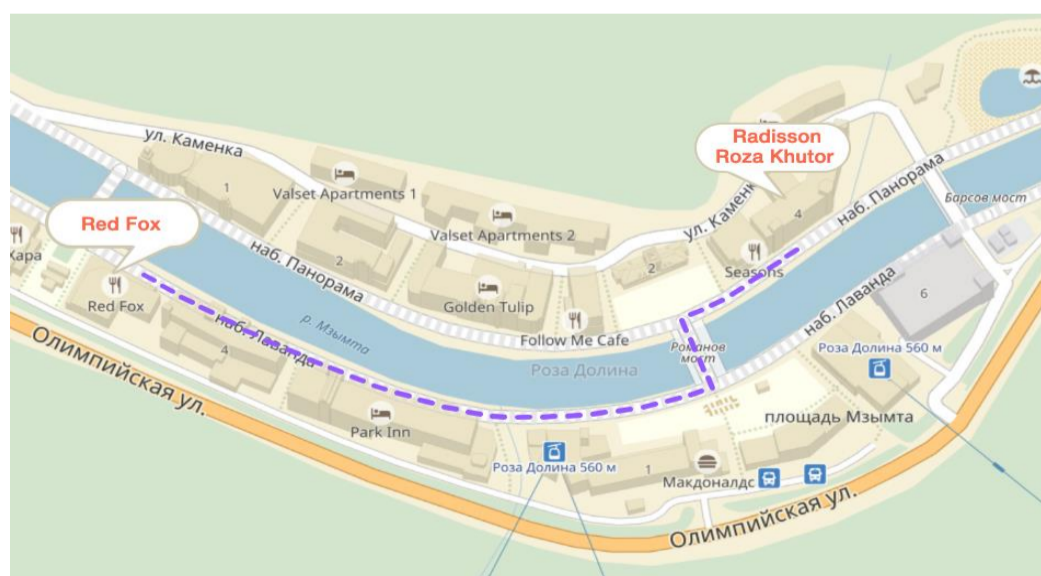 ул. Каменка
Valset Apartments 1
Valset Apartments 2
Radisson
Roza Khutor
ул. Каменк
наб. Панорама
Барсов мост
Red Fox
Хара
Red Fox
1
2
наб. Панорама
Golden Tulip
Follow Me Cafe
2
Seasons
4
наб. Лаванда
6
р. Мзымта
наб. Лаванда
4
Роза Долина
Романов
мост
Роза Долина 560 м
Олимпийская ул.
Park Inn
площадь Мзымта
Роза Долина 560 м
1
Макдоналдс
Олимпийская ул.